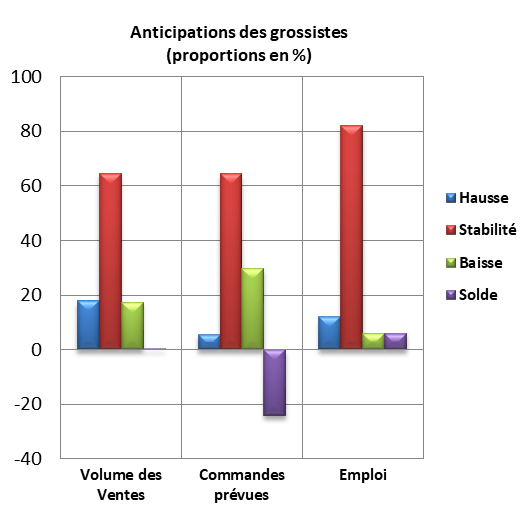 Anticipations des grossistes
(proportions en %)
100
80
60
40
20
0
-20
-40
Volume des
Ventes
Commandes
prévues
Emploi
Hausse
Stabilité
Baisse
Solde